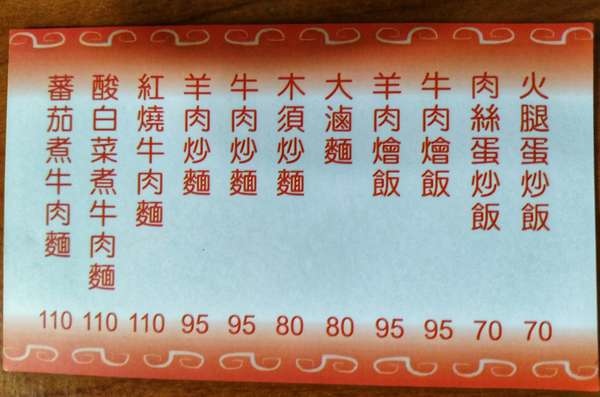 火腿蛋炒飯 70
肉絲蛋炒飯 70
牛肉燴飯 95
羊肉燴飯 95
大滷麵 80
木須炒麵 80
牛肉炒麵 95
羊肉炒麵 95
紅燒牛肉麵 110
酸白菜煮牛肉麵 110
蕃茄煮牛肉麵 110